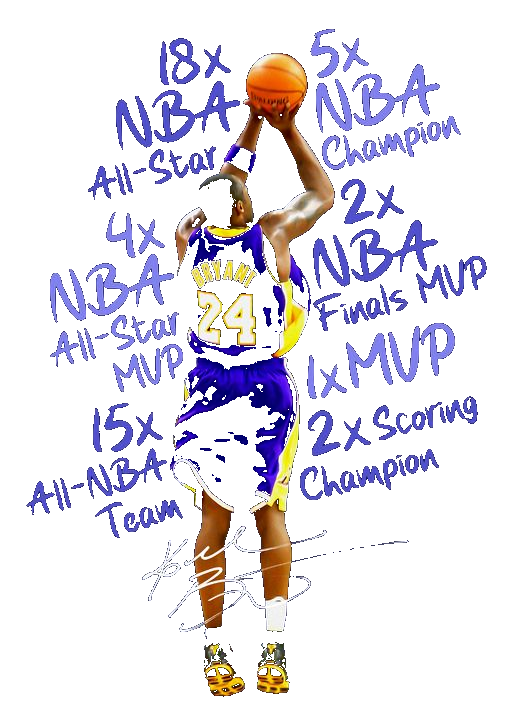 18x
NBA
All-Star
5x
NBA
Champion
4x
NBA
All-Star
MVP
2x
NBA
Finals MVP
1x MVP
15x
All-NBA
Team
2x Scoring
Champion
SPALDING
BRYANT
24